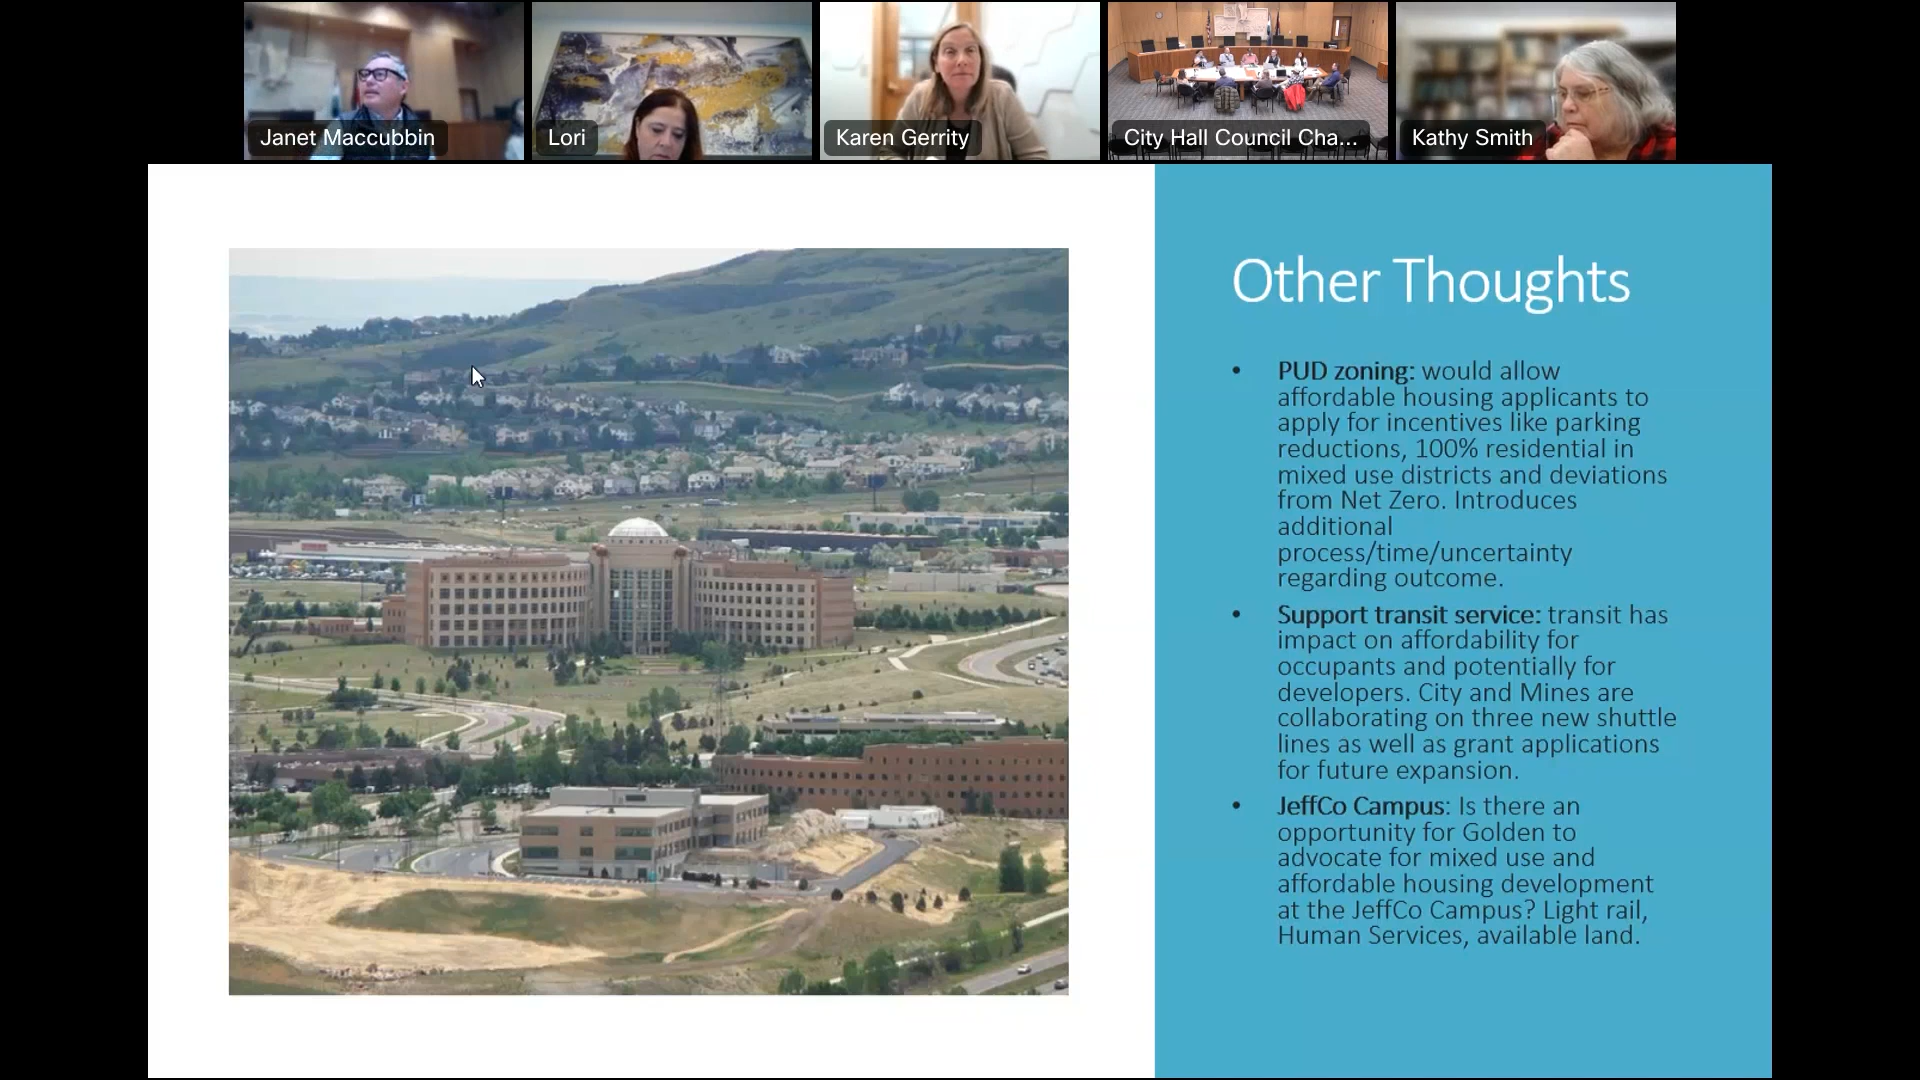 Janet Maccubbin
Lori
Karen Gerrity
City Hall Council Cha...
Kathy Smith
Other Thoughts
• PUD zoning: would allow
affordable housing applicants to
apply for incentives like parking
reductions, 100% residential in
mixed use districts and deviations
from Net Zero. Introduces
additional
process/time/uncertainty
regarding outcome.
• Support transit service: transit has
impact on affordability for
occupants and potentially for
developers. City and Mines are
collaborating on three new shuttle
lines as well as grant applications
for future expansion.
• JeffCo Campus: Is there an
opportunity for Golden to
advocate for mixed use and
affordable housing development
at the JeffCo Campus? Light rail,
Human Services, available land.